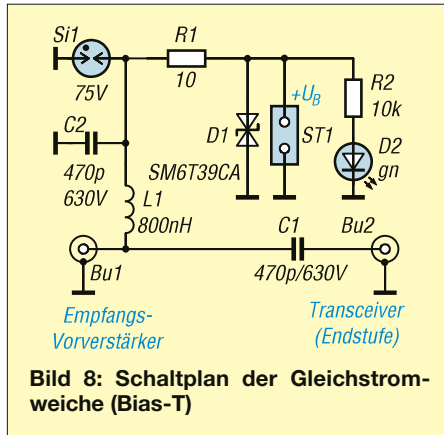 Si1
75V
R1
10
C2
470p
630V
D1
SM6T39CA
+UB
ST1
R2
10k
D2
gn
L1
800nH
Bu1
C1
470p/630V
Bu2
Empfangs-
Vorverstärker
Transceiver
(Endstufe)
Bild 8: Schaltplan der Gleichstrom-
weiche (Bias-T)